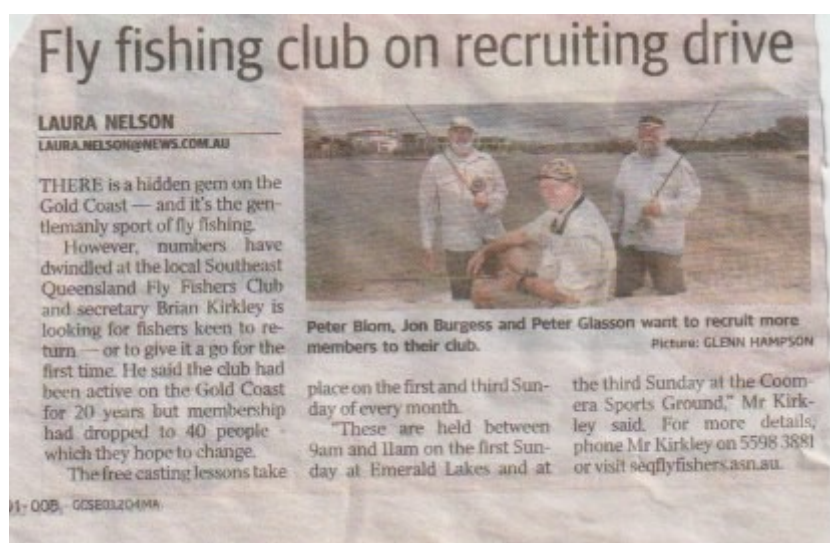 Fly fishing club on recruiting drive
LAURA NELSON
LAURA.NELSON@NEWS.COM.AU
THERE is a hidden gem on the
Gold Coast — and it's the gen-
tlemanly sport of fly fishing.
However, numbers have
dwindled at the local Southeast
Queensland Fly Fishers Club
and secretary Brian Kirkley is
looking for fishers keen to re-
turn — or to give it a go for the
first time. He said the club had
been active on the Gold Coast
for 20 years but membership
had dropped to 40 people -
which they hope to change.
The free casting lessons take
Peter Blom, Jon Burgess and Peter Glasson want to recruit more
members to their club.
Picture: GLENN HAMPSON
place on the first and third Sun-
day of every month.
"These are held between
9am and 11am on the first Sun-
day at Emerald Lakes and at
the third Sunday at the Coom-
era Sports Ground," Mr Kirk-
ley said. For more details,
phone Mr Kirkley on 5598 3881
or visit seqflyfishers.asn.au.
GCSE01Z04MA